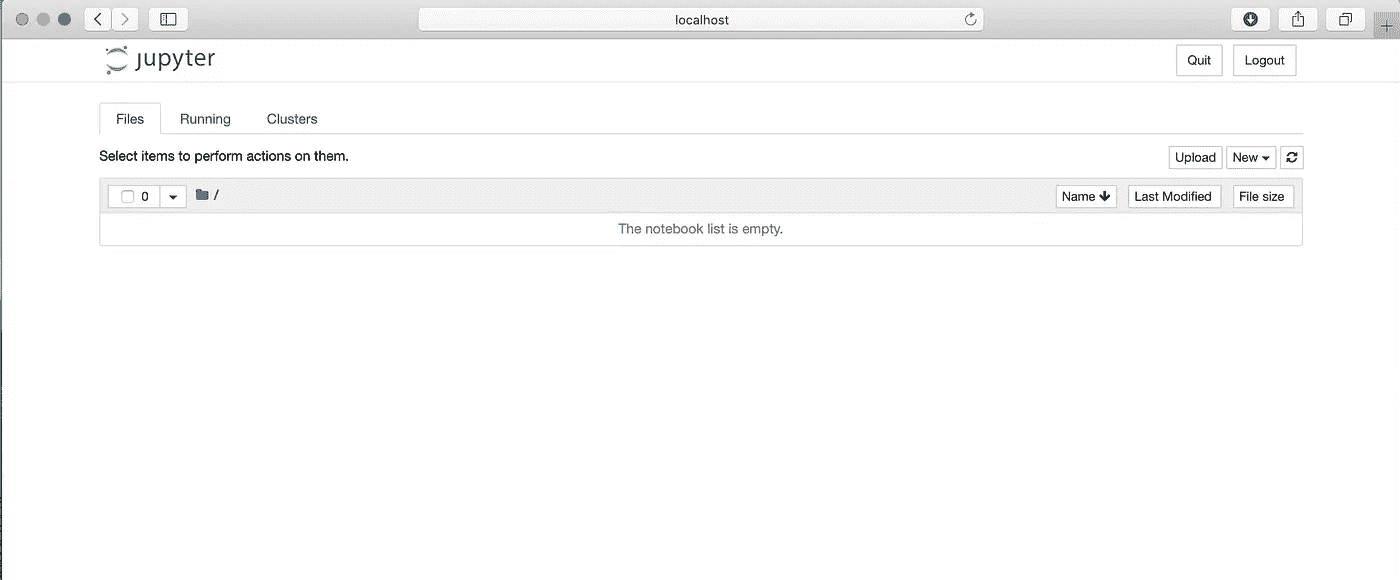 localhost
jupyter
Quit Logout
Files Running Clusters
Select items to perform actions on them.
Upload New
0 /
Name Last Modified File size
The notebook list is empty.